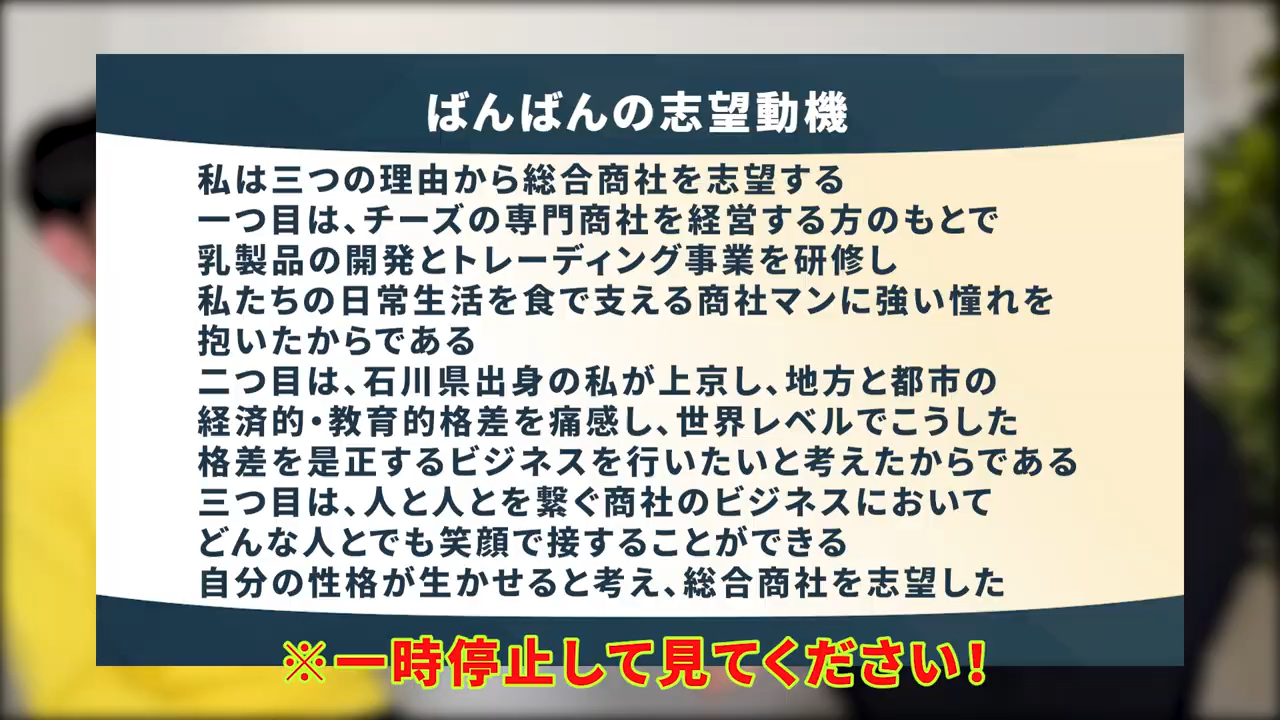 ばんばんの志望動機
私は三つの理由から総合商社を志望する
一つ目は、チーズの専門商社を経営する方のもとで
乳製品の開発とトレーディング事業を研修し
私たちの日常生活を食で支える商社マンに強い憧れを
抱いたからである
二つ目は、石川県出身の私が上京し、地方と都市の
経済的・教育的格差を痛感し、世界レベルでこうした
格差を是正するビジネスを行いたいと考えたからである
三つ目は、人と人とを繋ぐ商社のビジネスにおいて
どんな人とでも笑顔で接することができる
自分の性格が生かせると考え、総合商社を志望した
※一時停止して見てください!